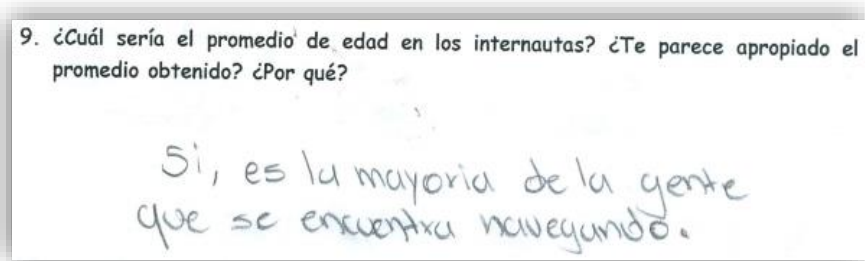 9. ¿Cuál sería el promedio de edad en los internautas? ¿Te parece apropiado el
promedio obtenido? ¿Por qué?
Si, es la mayoria de la gente
que se encuentra navegando.